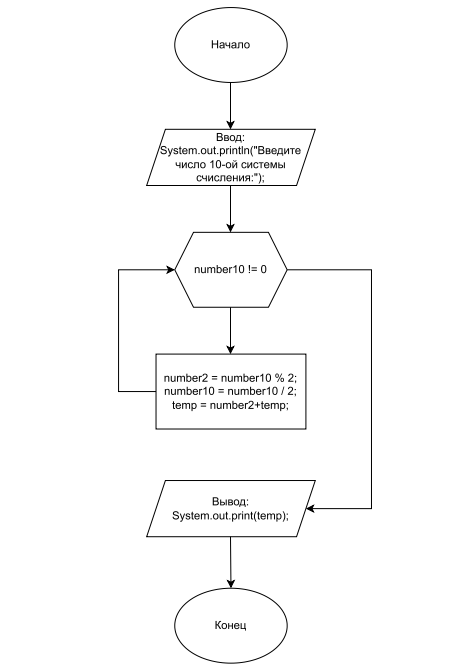 Начало
Ввод:
System.out.println("Введите
число 10-ой системы
счисления:");
number10 != 0
number2 = number10 % 2;
number10 = number10 / 2;
temp = number2+temp;
Вывод:
System.out.print(temp);
Конец